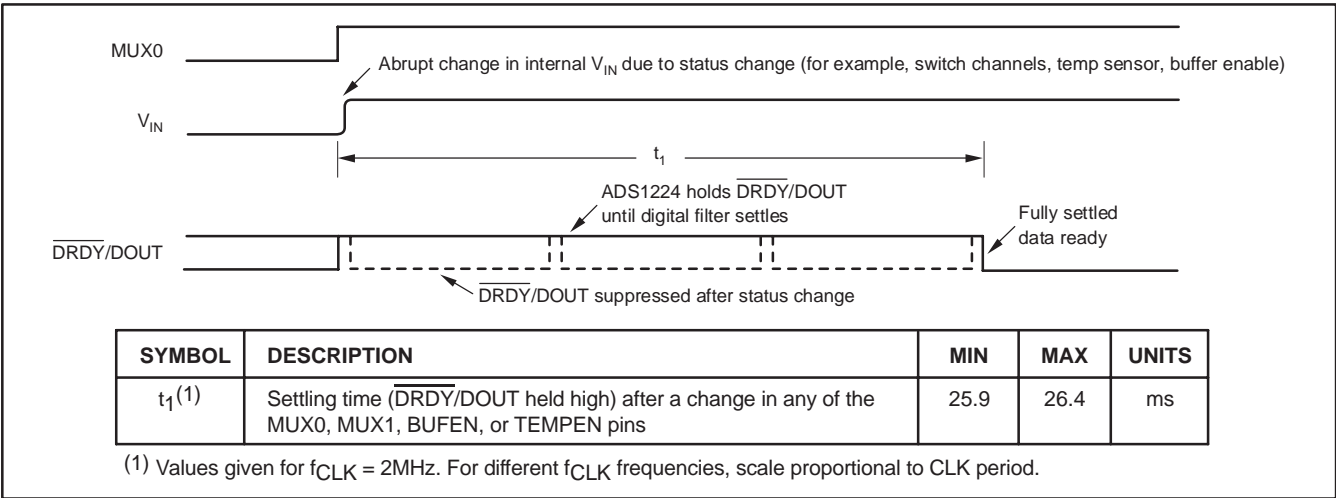 MUX0
Abrupt change in internal VIN due to status change (for example, switch channels, temp sensor, buffer enable)
VIN
t1
ADS1224 holds DRDY/DOUT
until digital filter settles
Fully settled
data ready
DRDY/DOUT
DRDY/DOUT suppressed after status change
SYMBOL DESCRIPTION MIN MAX UNITS
t1(1) Settling time (DRDY/DOUT held high) after a change in any of the 25.9 26.4 ms
MUX0, MUX1, BUFEN, or TEMPEN pins
(1) Values given for fCLK = 2MHz. For different fCLK frequencies, scale proportional to CLK period.